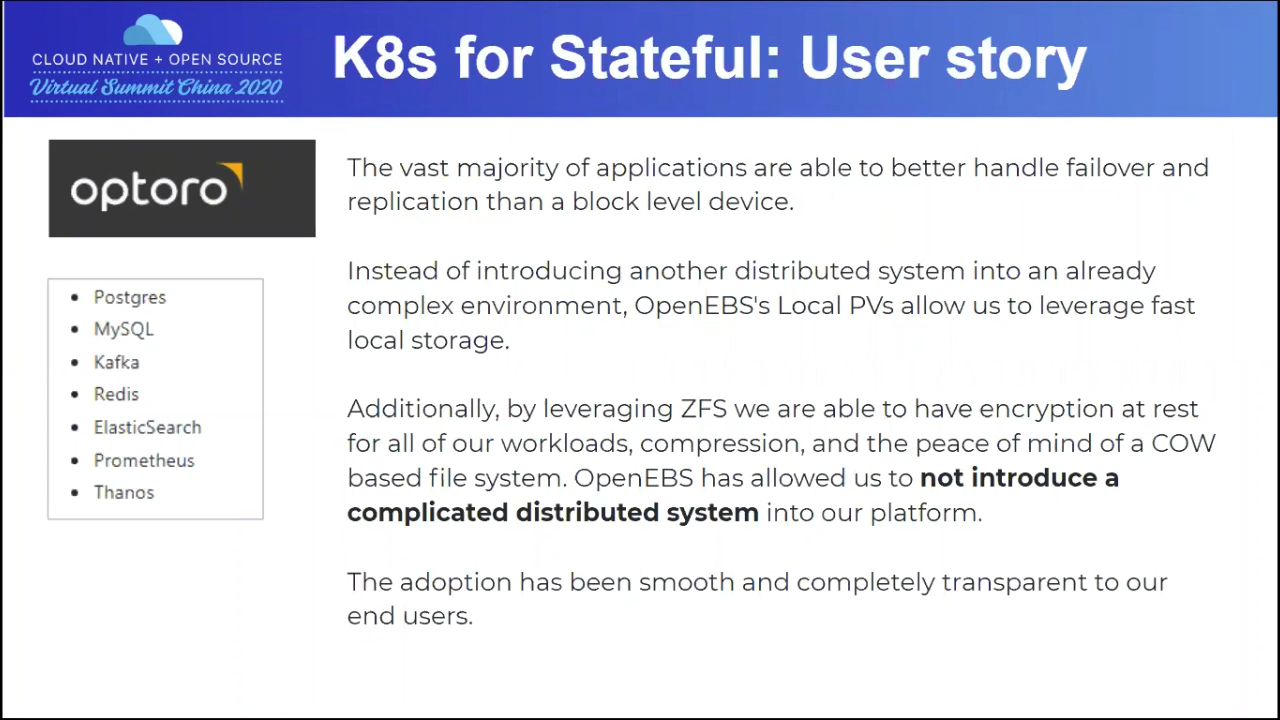 CLOUD NATIVE + OPEN SOURCE
Virtual Summit China 2020
K8s for Stateful: User story
optoro
• Postgres
• MySQL
• Kafka
• Redis
• ElasticSearch
• Prometheus
• Thanos
The vast majority of applications are able to better handle failover and
replication than a block level device.
Instead of introducing another distributed system into an already
complex environment, OpenEBS's Local PVs allow us to leverage fast
local storage.
Additionally, by leveraging ZFS we are able to have encryption at rest
for all of our workloads, compression, and the peace of mind of a COW
based file system. OpenEBS has allowed us to not introduce a
complicated distributed system into our platform.
The adoption has been smooth and completely transparent to our
end users.